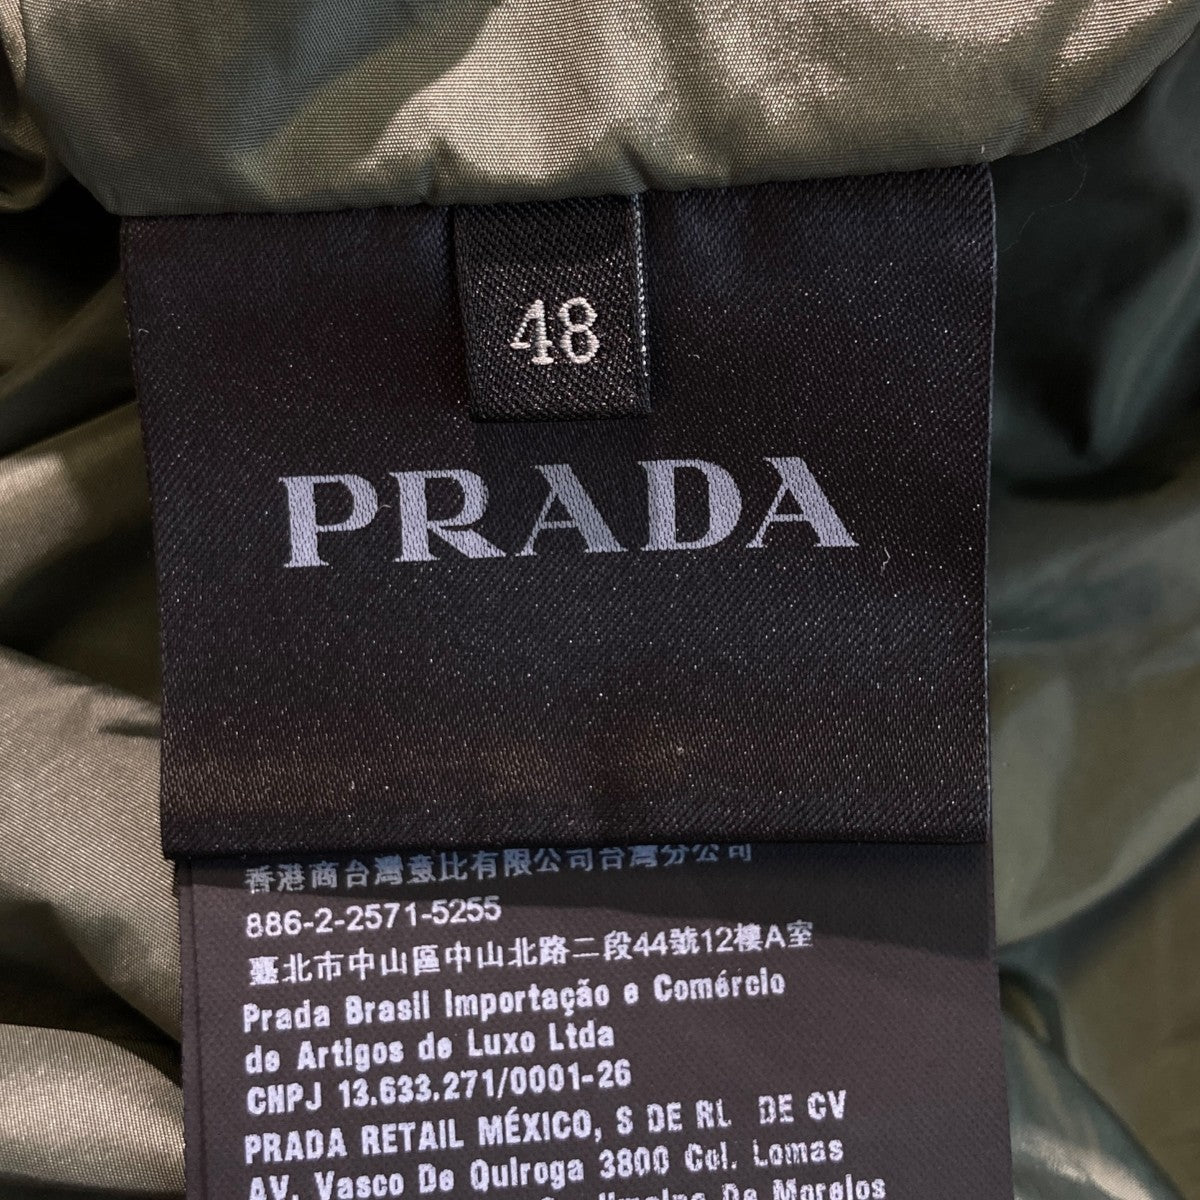 48
PRADA
香港商台灣意比有限公司台灣分公司
886-2-2571-5255
臺北市中山區中山北路二段44號12樓A室
Prada Brasil Importação e Comércio
de Artigos de Luxo Ltda
CNPJ 13.633.271/0001-26
PRADA RETAIL MÉXICO, S DE RL DE CV
AV. Vasco De Quiroga 3800 Col. Lomas
De Morelos